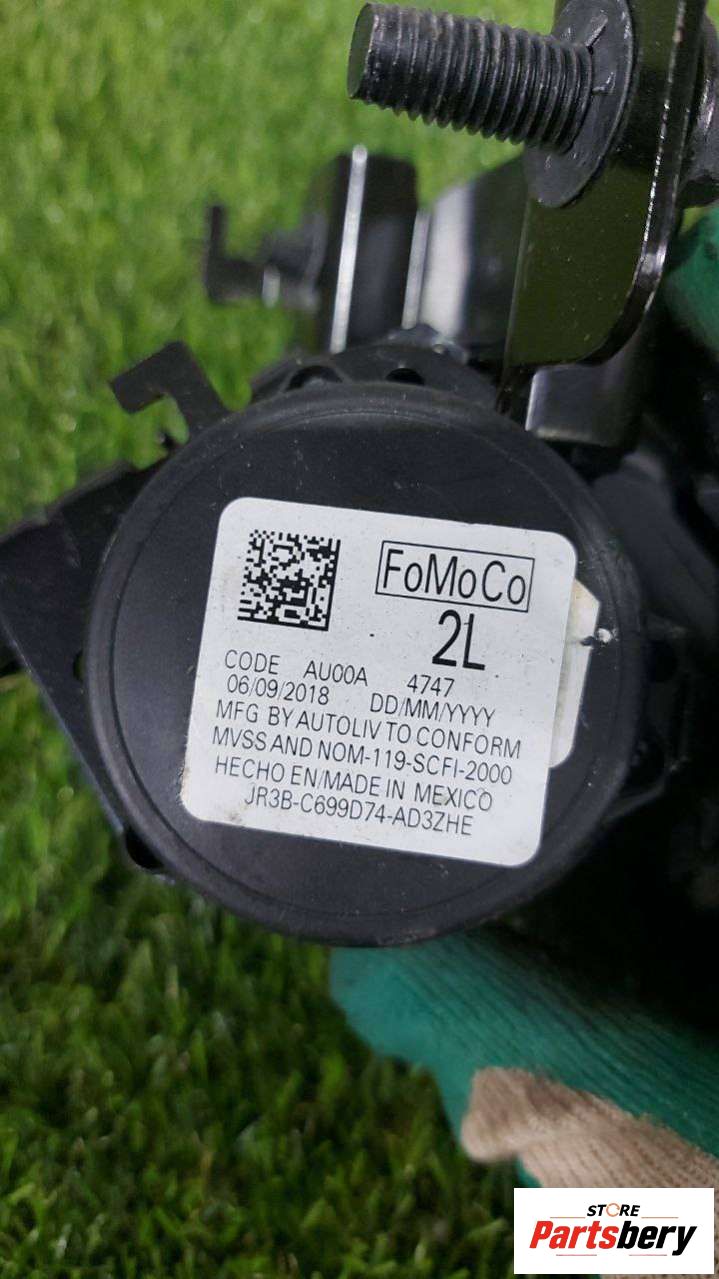 FoMoCo
2L
CODE AU00A 4747
06/09/2018 DD/MM/YYYY
MFG BY AUTOLIV TO CONFORM
MVSS AND NOM-119-SCFI-2000
HECHO EN/MADE IN MEXICO
JR3B-C699D74-AD3ZHE
STORE
Partsbery